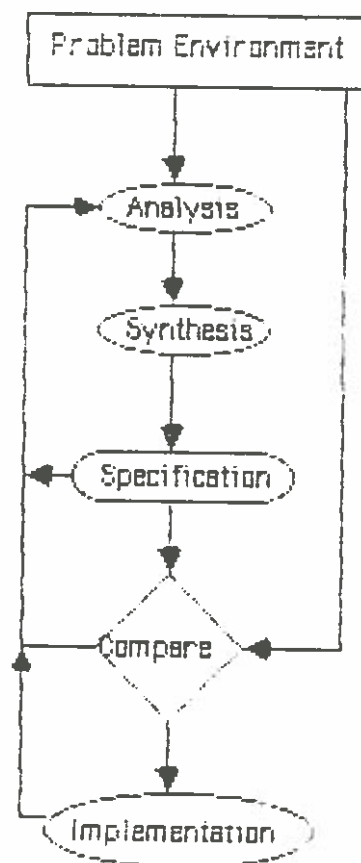 Problem Environment
Analysis
Synthesis
Specification
Compare
Implementation